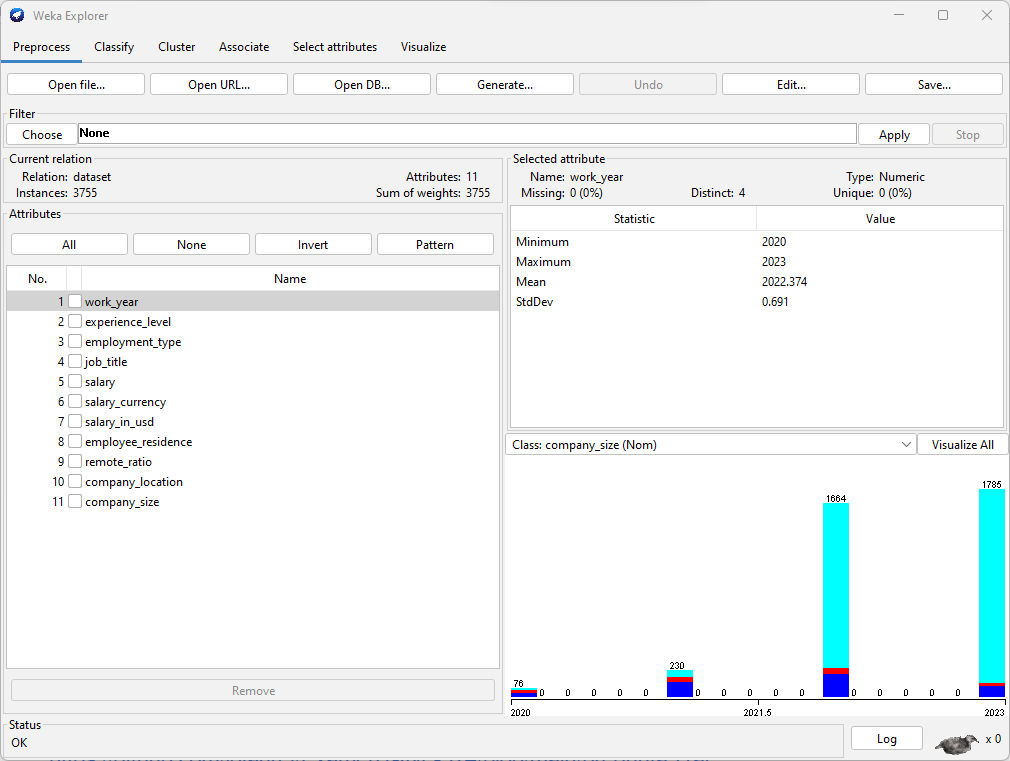 Weka Explorer
Preprocess Classify Cluster Associate Select attributes Visualize
Open file... Open URL... Open DB... Generate... Undo Edit... Save...
Filter
Choose None Apply Stop
Current relation
Relation: dataset Attributes: 11
Instances: 3755 Sum of weights: 3755
Attributes
All None Invert Pattern
No. Name
1 work_year
2 experience_level
3 employment_type
4 job_title
5 salary
6 salary_currency
7 salary_in_usd
8 employee_residence
9 remote_ratio
10 company_location
11 company_size
Remove
Selected attribute
Name: work_year Type: Numeric
Missing: 0 (0%) Distinct: 4 Unique: 0 (0%)
Statistic Value
Minimum 2020
Maximum 2023
Mean 2022.374
StdDev 0.691
Class: company_size (Nom) Visualize All
1785
1664
230
76
0 0 0 0 0 0 0 0 0 0 0 0 0 0 0
2020 2021.5 2023
Status
OK
Log x 0